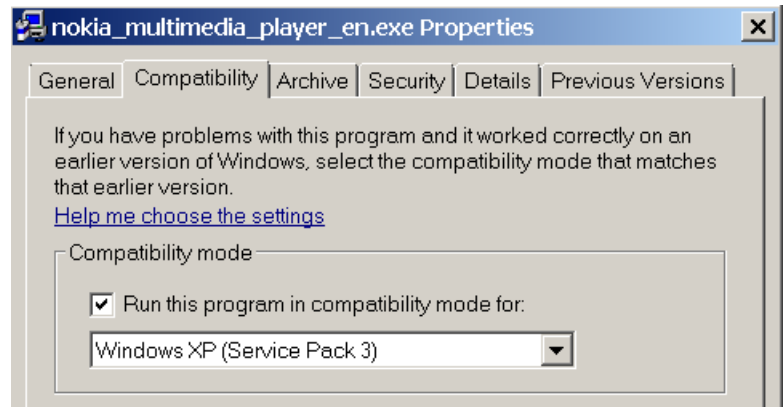 nokia_multimedia_player_en.exe Properties
General Compatibility Archive Security Details Previous Versions
If you have problems with this program and it worked correctly on an
earlier version of Windows, select the compatibility mode that matches
that earlier version.
Help me choose the settings
Compatibility mode
Run this program in compatibility mode for:
Windows XP (Service Pack 3)